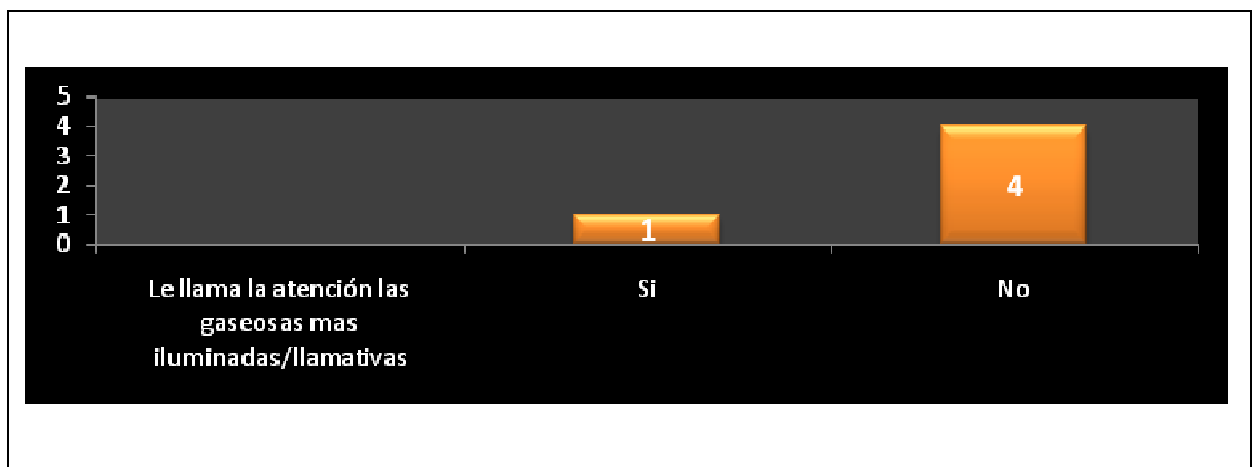 5
4
3
2
1
0
1
4
Le llama la atención las
gaseosas mas
iluminadas/llamativas
Si
No